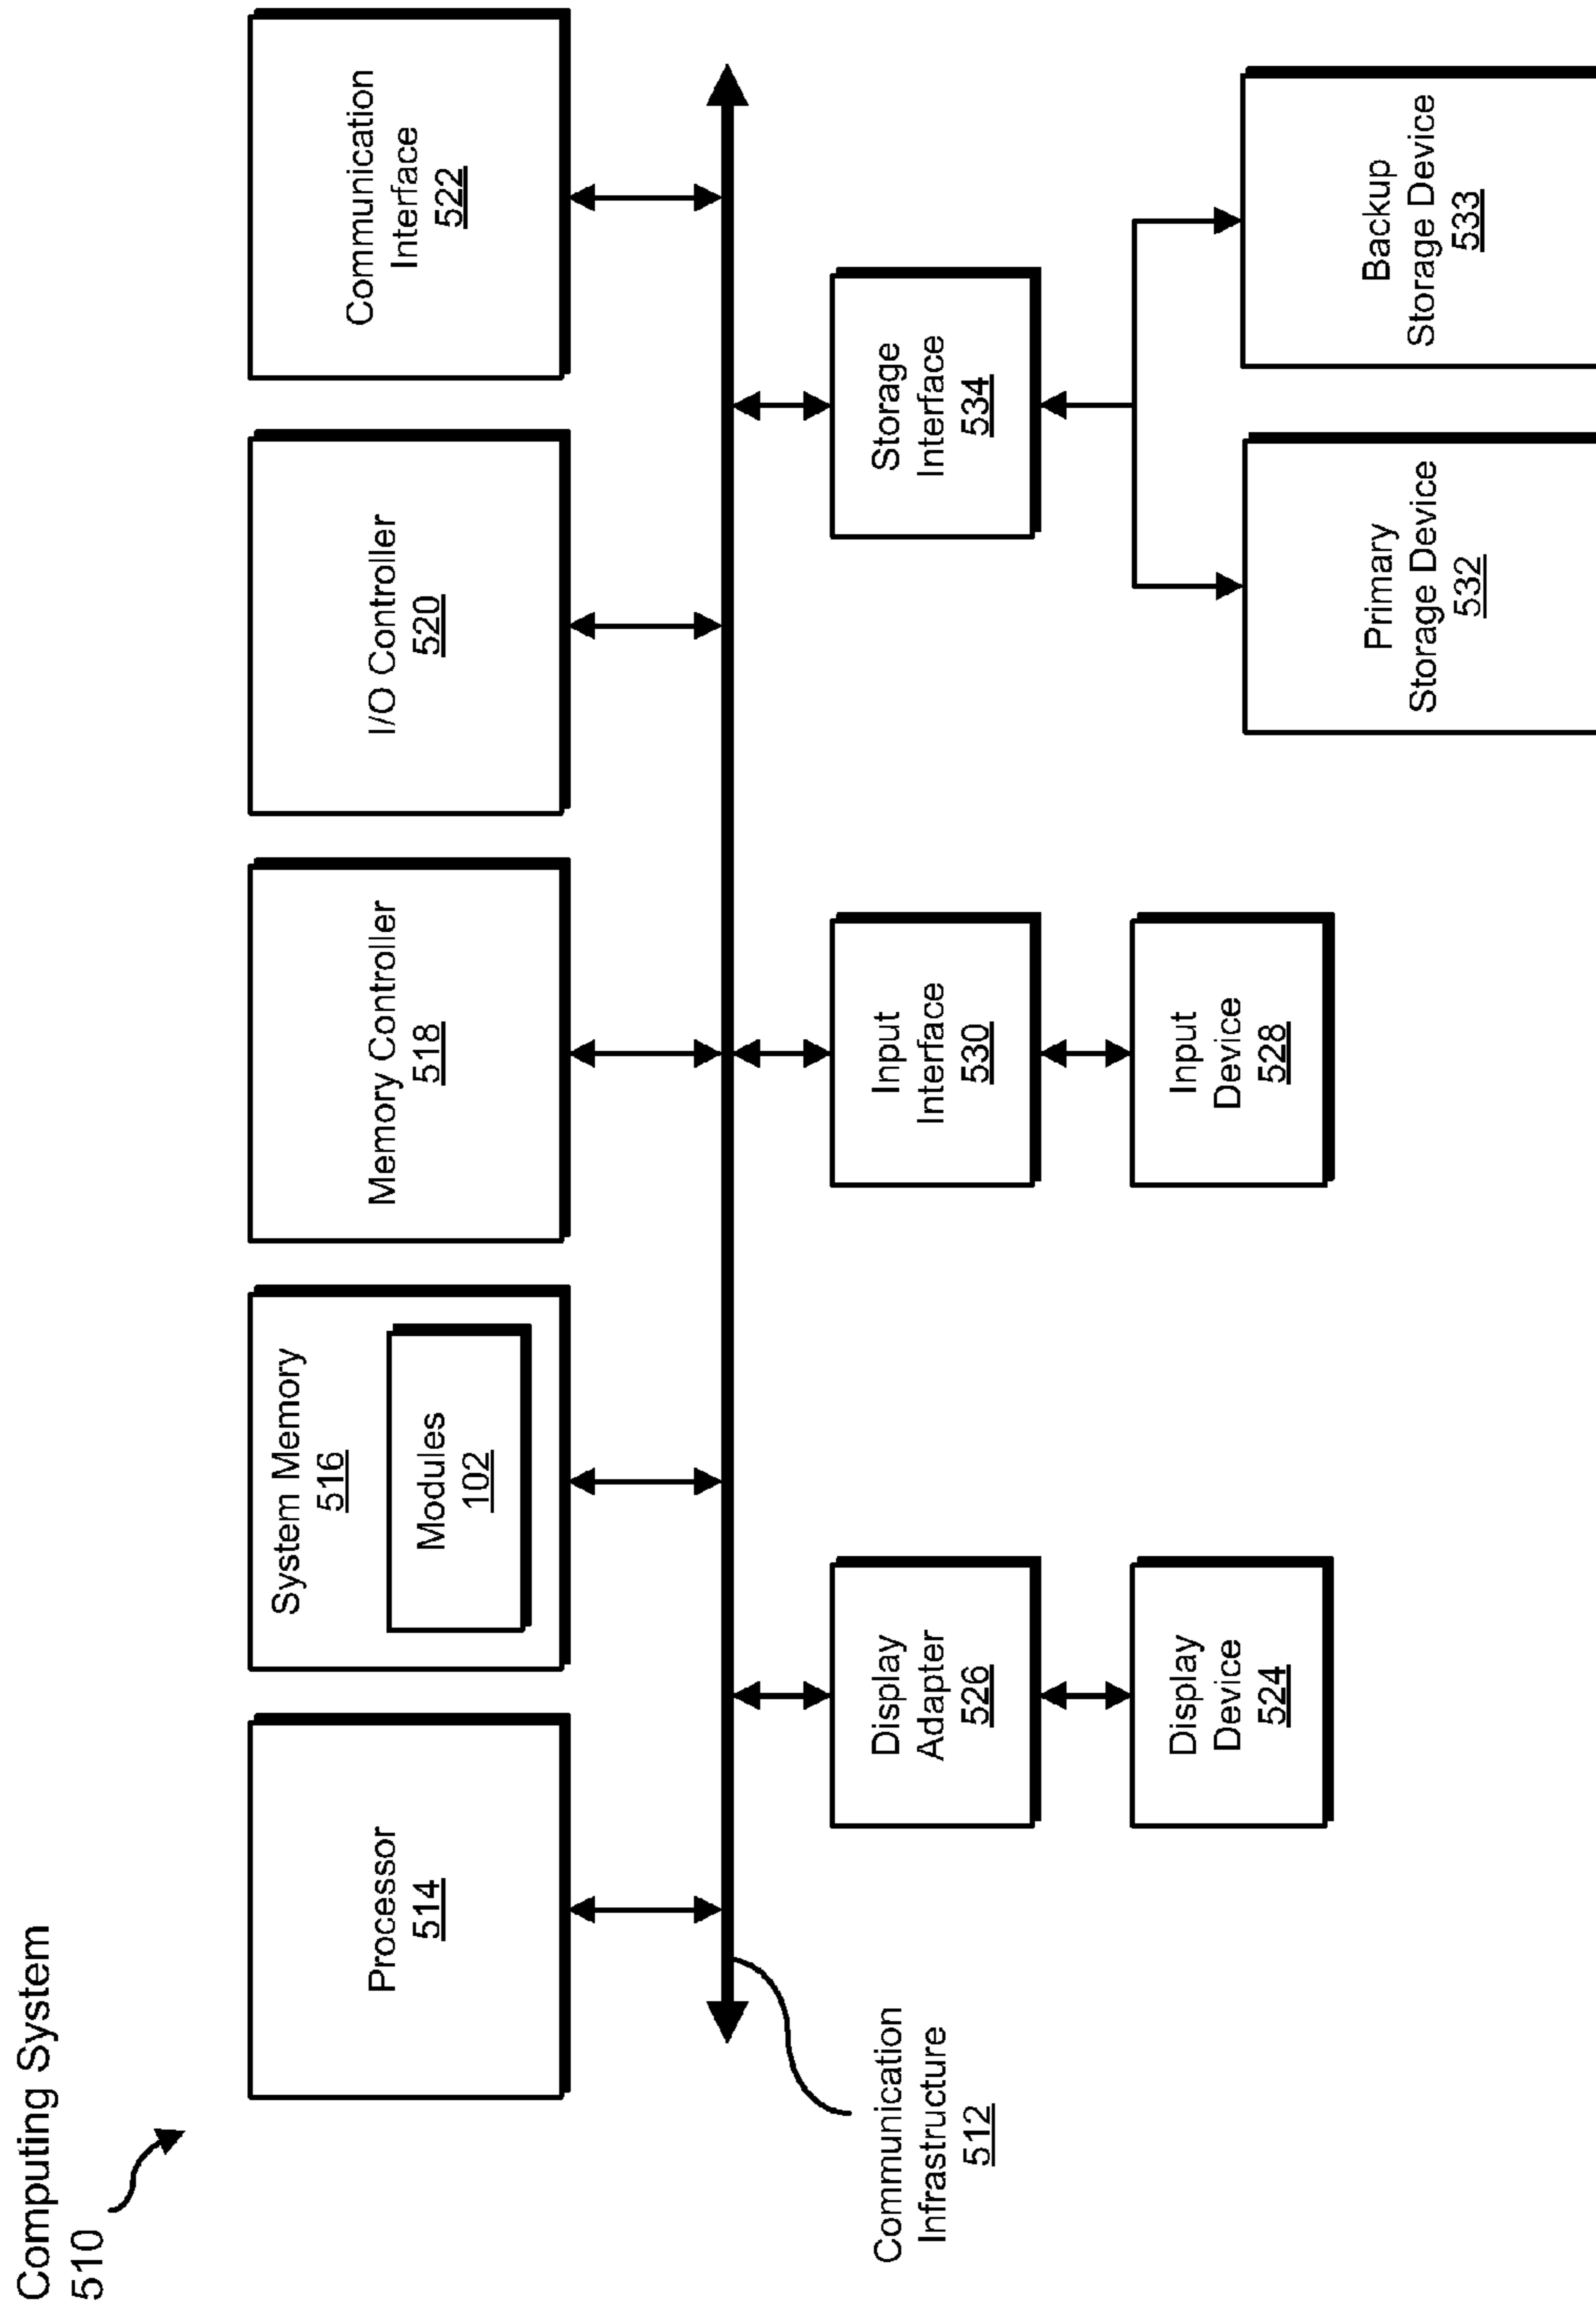 Computing System
510
Processor
514
System Memory
516
Modules
102
Memory Controller
518
I/O Controller
520
Communication
Interface
522
Communication
Infrastructure
512
Display
Adapter
526
Input
Interface
530
Storage
Interface
534
Display
Device
524
Input
Device
528
Primary
Storage Device
532
Backup
Storage Device
533